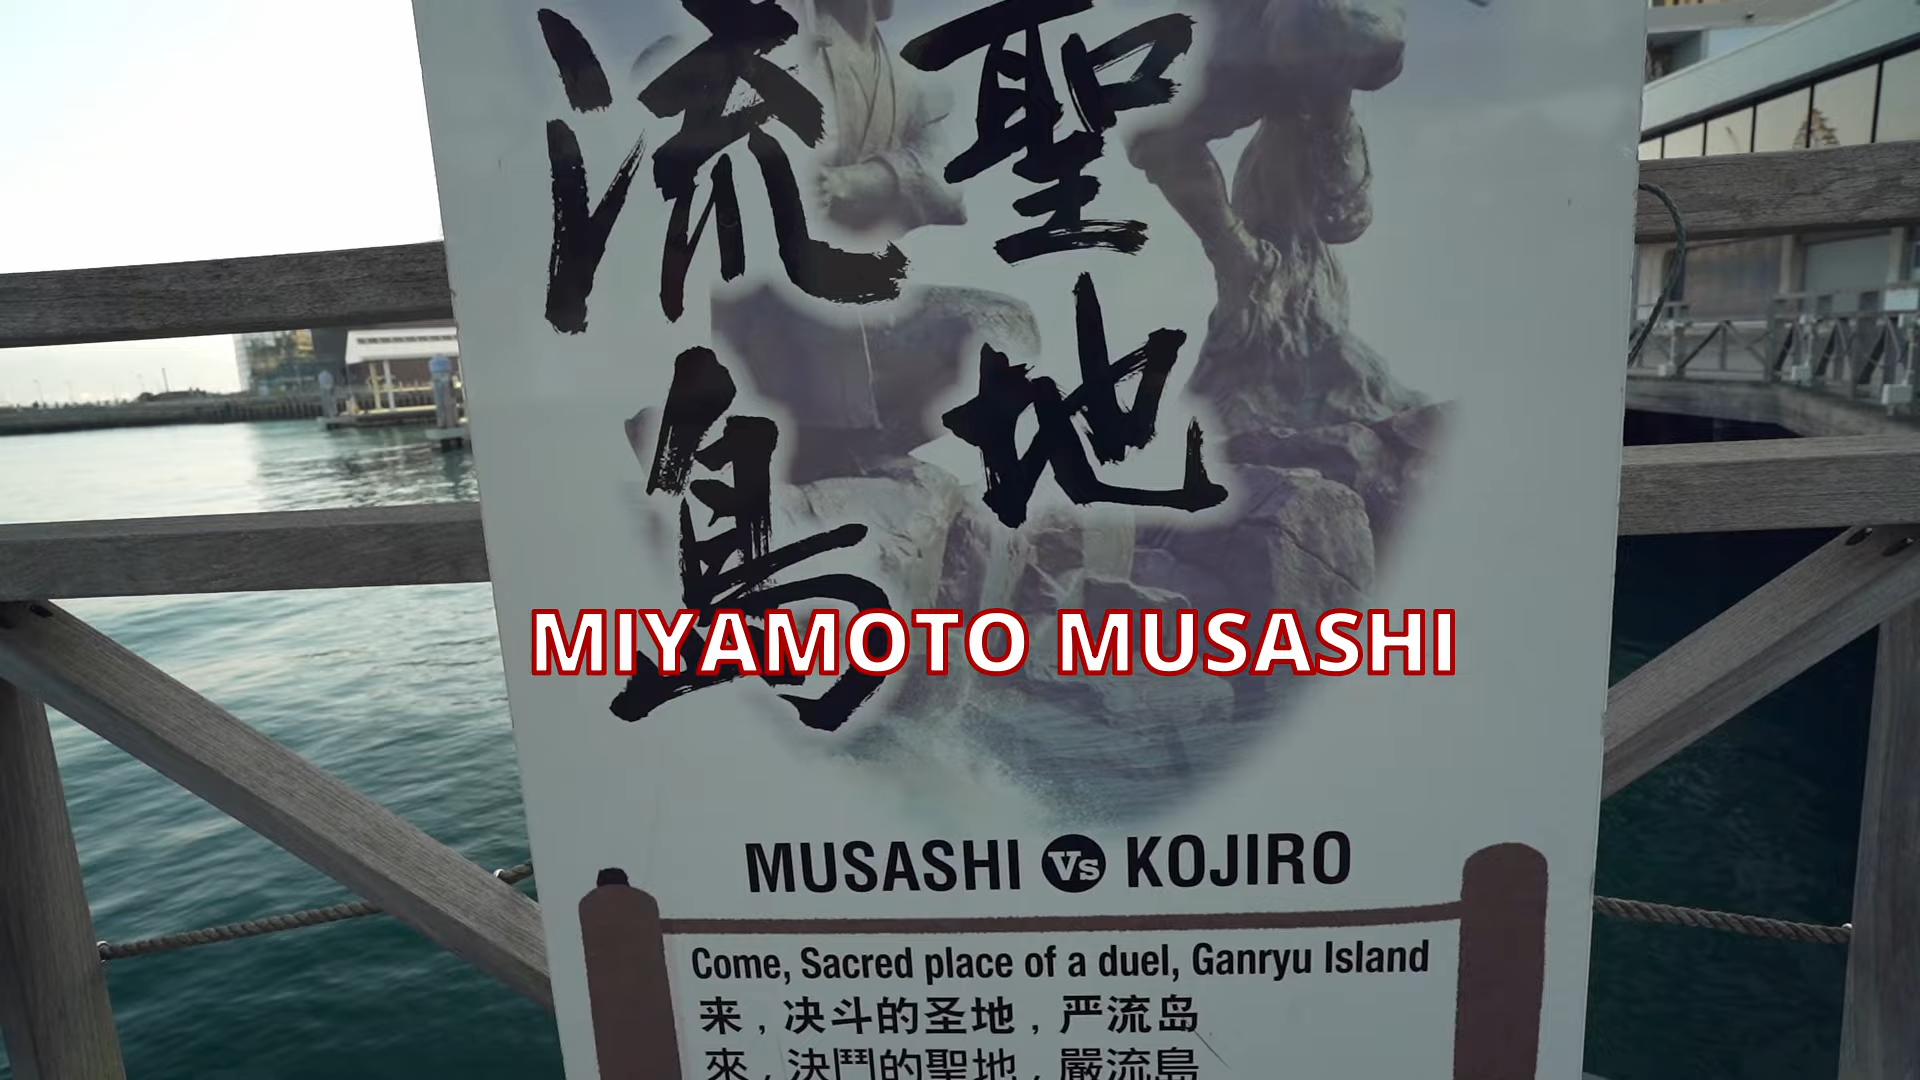 聖地
流島
MIYAMOTO MUSASHI
MUSASHI Vs KOJIRO
Come, Sacred place of a duel, Ganryu Island
来，决斗的圣地，严流岛
來，決鬥的聖地，嚴流島